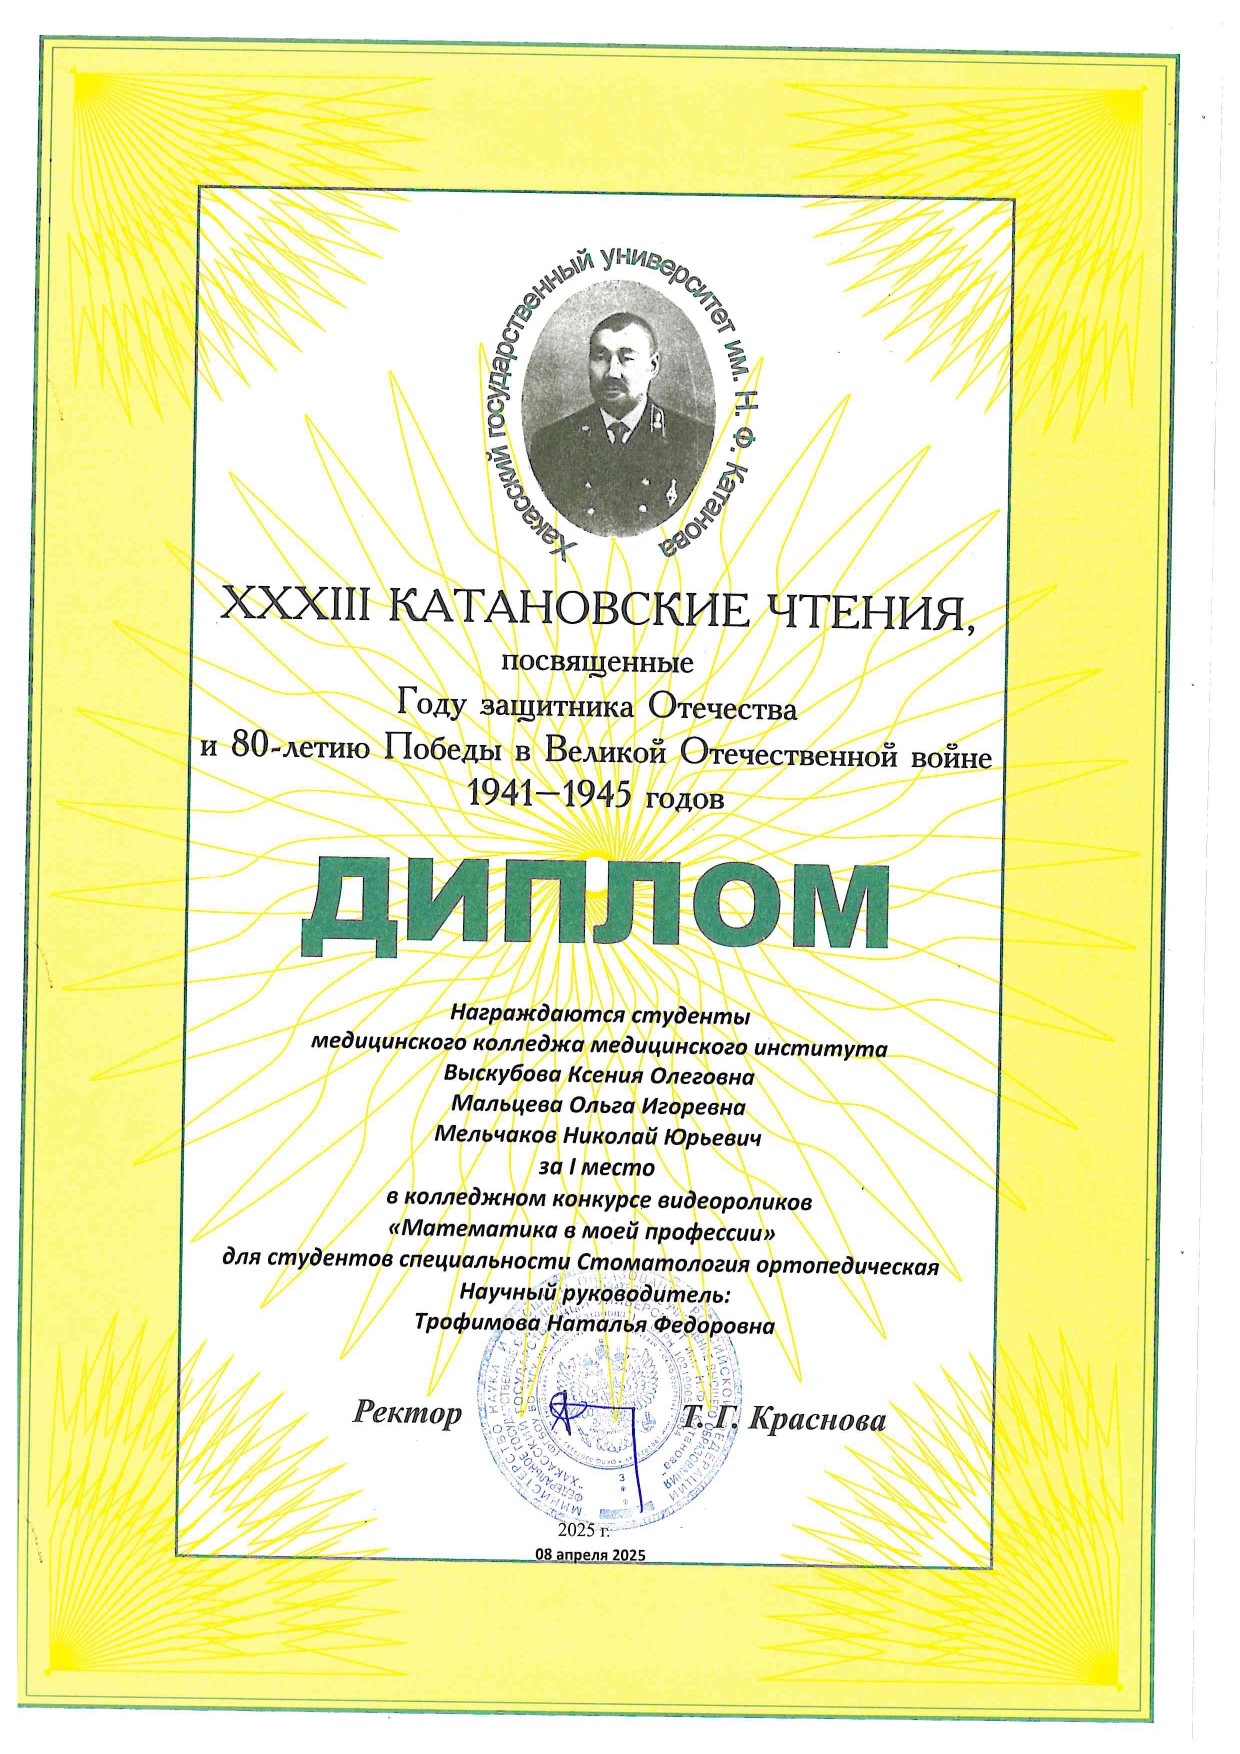 Хакасский государственный университет им. Н. Ф. Катанова
XXXIII КАТАНОВСКИЕ ЧТЕНИЯ,
посвященные
Году защитника Отечества
и 80-летию Победы в Великой Отечественной войне
1941—1945 годов
ДИПЛОМ
Награждаются студенты
медицинского колледжа медицинского института
Выскубова Ксения Олеговна
Мальцева Ольга Игоревна
Мельчаков Николай Юрьевич
за I место
в колледжном конкурсе видеороликов
«Математика в моей профессии»
для студентов специальности Стоматология ортопедическая
Научный руководитель:
Трофимова Наталья Федоровна
Ректор Т. Г. Краснова
2025 г.
08 апреля 2025